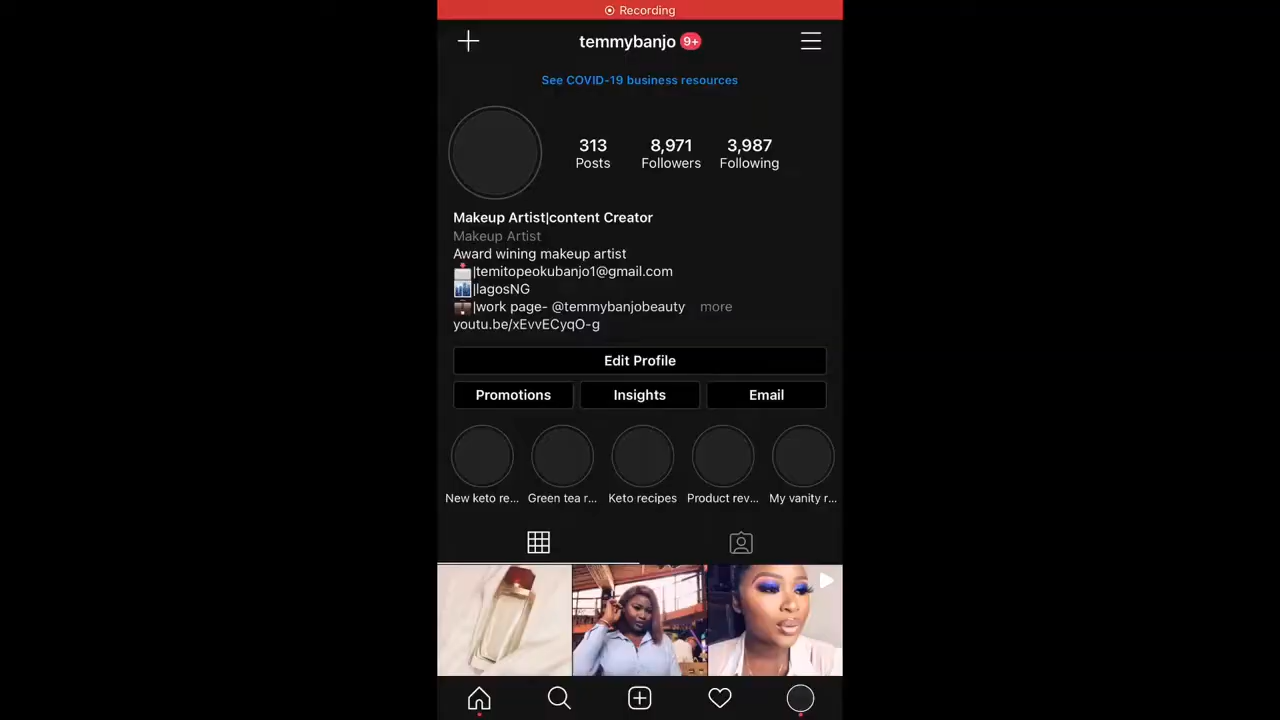 Recording
temmybanjo 9+
See COVID-19 business resources
313 8,971 3,987
Posts Followers Following
Makeup Artist|content Creator
Makeup Artist
Award wining makeup artist
|temitopeokubanjo1@gmail.com
|lagosNG
|work page- @temmybanjobeauty more
youtu.be/xEvvECyqO-g
Edit Profile
Promotions Insights Email
New keto re... Green tea r... Keto recipes Product rev... My vanity r...